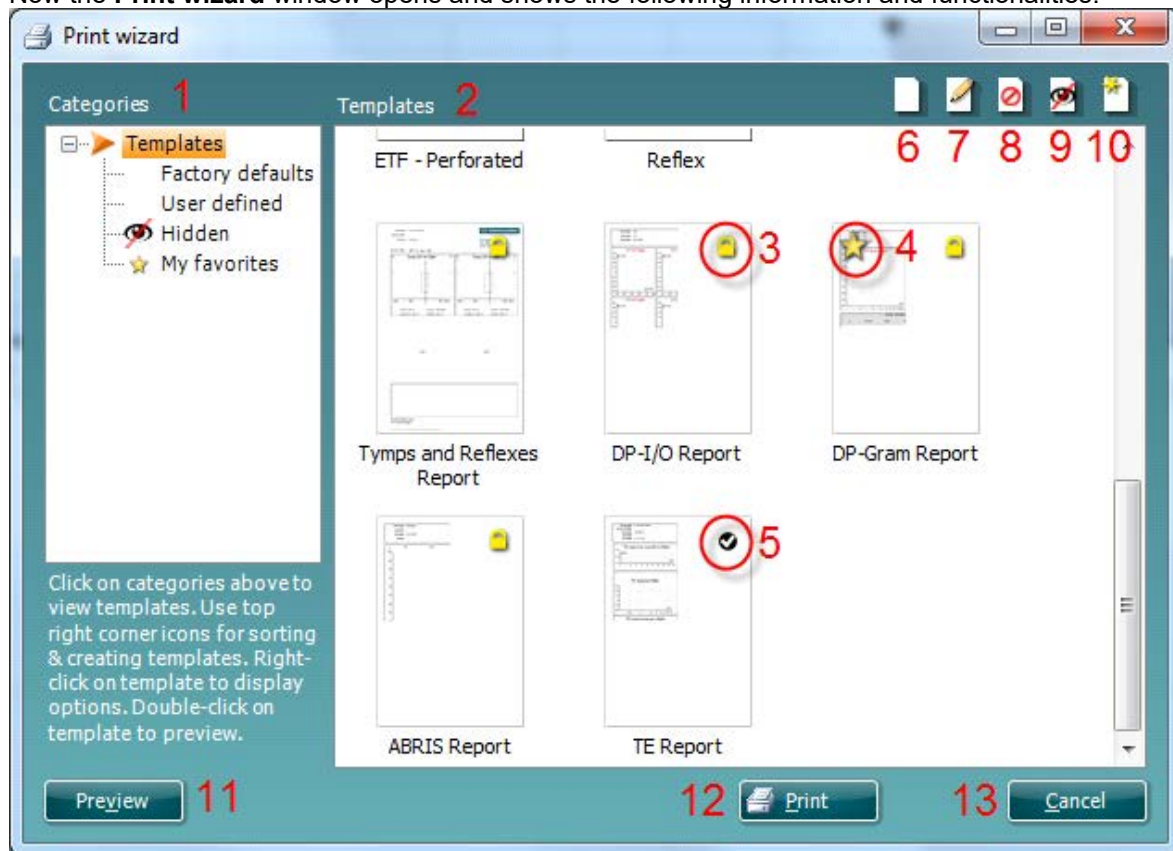 Now the Print wizard window opens and shows the following information and functionalities:
Print wizard
Categories 1
Templates 2
6 7 8 9 10
Templates
Factory defaults
User defined
Hidden
My favorites
ETF - Perforated
Reflex
3
4
Tymps and Reflexes
Report
DP-I/O Report
DP-Gram Report
5
ABRIS Report
TE Report
Click on categories above to
view templates. Use top
right corner icons for sorting
& creating templates. Right-
click on template to display
options. Double-click on
template to preview.
Preview 11
12 Print
13 Cancel